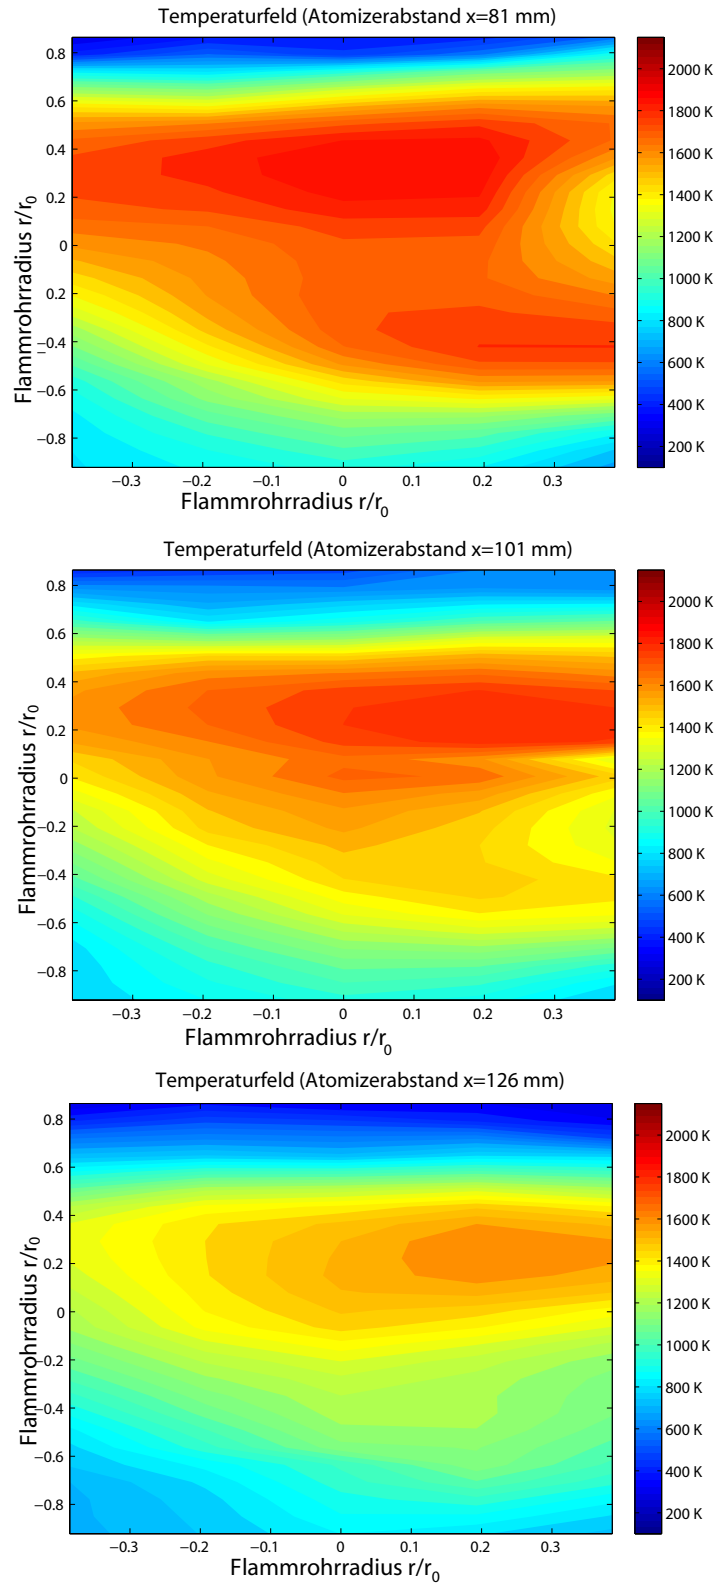 Temperaturfeld (Atomizerabstand x=81 mm)
Flammrohrradius r/r0
0.8
0.6
0.4
0.2
0
0.2
−0.4
−0.6
−0.8
−0.3 −0.2 −0.1 0 0.1 0.2 0.3
Flammrohrradius r/r0
2000 K
1800 K
1600 K
1400 K
1200 K
1000 K
800 K
600 K
400 K
200 K
Temperaturfeld (Atomizerabstand x=101 mm)
Flammrohrradius r/r0
0.8
0.6
0.4
0.2
0
−0.2
−0.4
−0.6
−0.8
−0.3 −0.2 −0.1 0 0.1 0.2 0.3
Flammrohrradius r/r0
2000 K
1800 K
1600 K
1400 K
1200 K
1000 K
800 K
600 K
400 K
200 K
Temperaturfeld (Atomizerabstand x=126 mm)
Flammrohrradius r/r0
0.8
0.6
0.4
0.2
0
−0.2
−0.4
−0.6
−0.8
−0.3 −0.2 −0.1 0 0.1 0.2 0.3
Flammrohrradius r/r0
2000 K
1800 K
1600 K
1400 K
1200 K
1000 K
800 K
600 K
400 K
200 K